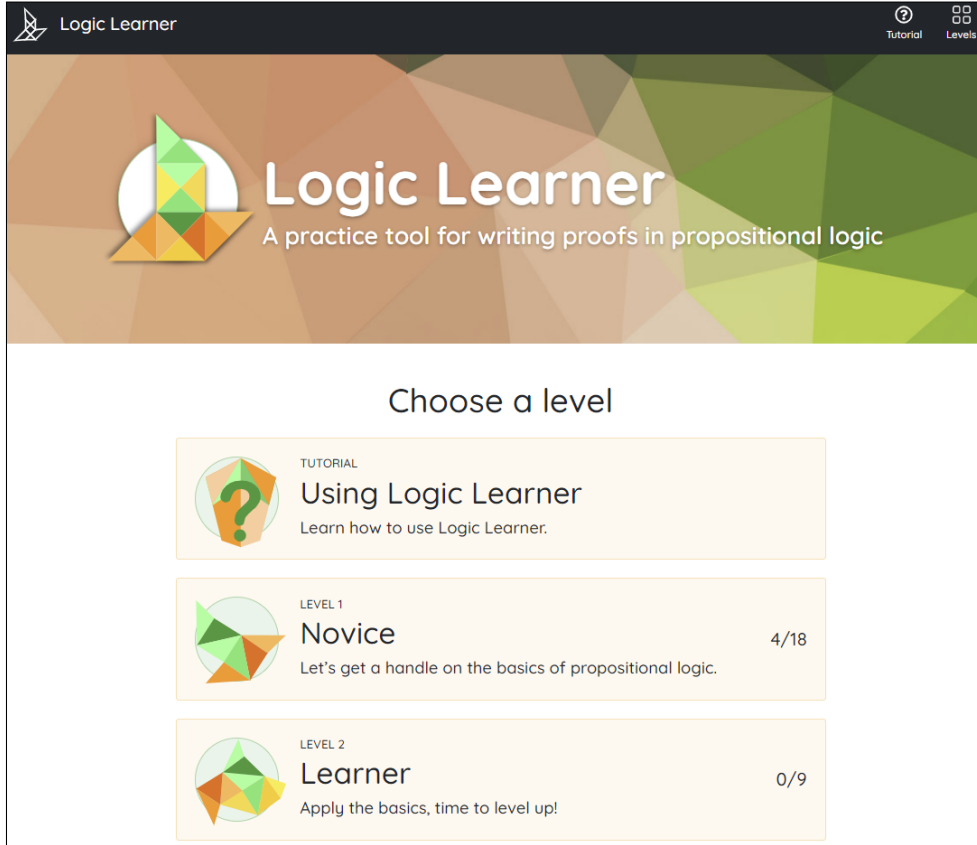 Logic Learner
Tutorial
Levels
Logic Learner
A practice tool for writing proofs in propositional logic
Choose a level
TUTORIAL
?
Using Logic Learner
Learn how to use Logic Learner.
LEVEL 1
Novice
4/18
Let's get a handle on the basics of propositional logic.
LEVEL 2
Learner
0/9
Apply the basics, time to level up!